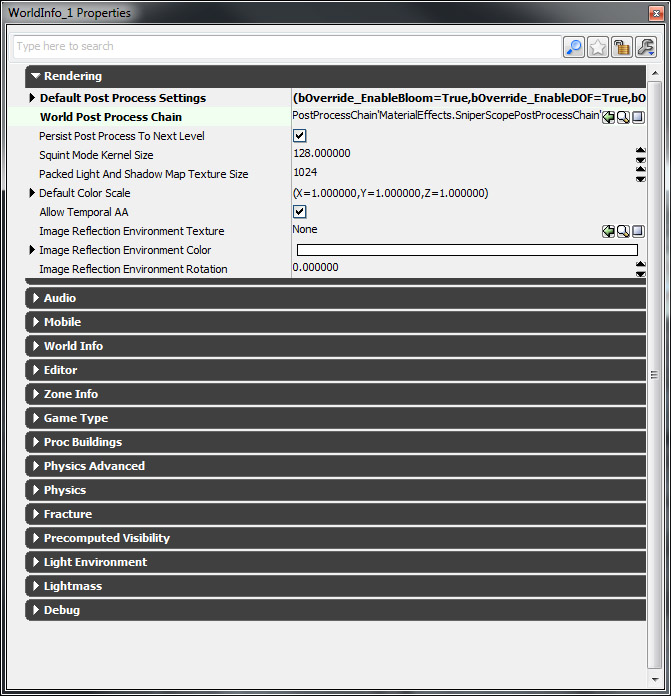 WorldInfo_1 Properties
Type here to search
Rendering
Default Post Process Settings (bOverride_EnableBloom=True,bOverride_EnableDOF=True,bO
World Post Process Chain PostProcessChain'MaterialEffects.SniperScopePostProcessChain'
Persist Post Process To Next Level
Squint Mode Kernel Size 128.000000
Packed Light And Shadow Map Texture Size 1024
Default Color Scale (X=1.000000,Y=1.000000,Z=1.000000)
Allow Temporal AA
Image Reflection Environment Texture None
Image Reflection Environment Color
Image Reflection Environment Rotation 0.000000
Audio
Mobile
World Info
Editor
Zone Info
Game Type
Proc Buildings
Physics Advanced
Physics
Fracture
Precomputed Visibility
Light Environment
Lightmass
Debug